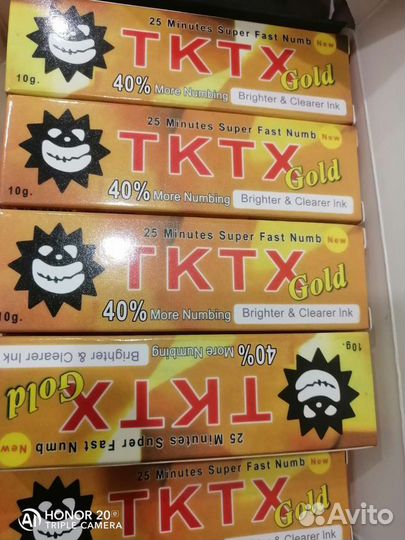 25 Minutes Super Fast Numb New
TKTX Gold
10g. 40% More Numbing Brighter & Clearer Ink
25 Minutes Super Fast Numb New
TKTX Gold
10g. 40% More Numbing Brighter & Clearer Ink
25 Minutes Super Fast Numb New
TKTX Gold
10g. 40% More Numbing Brighter & Clearer Ink
25 Minutes Super Fast Numb New
TKTX Gold
10g. 40% More Numbing Brighter & Clearer Ink
25 Minutes Super Fast Numb New
TKTX Gold
HONOR 20e
TRIPLE CAMERA
Avito